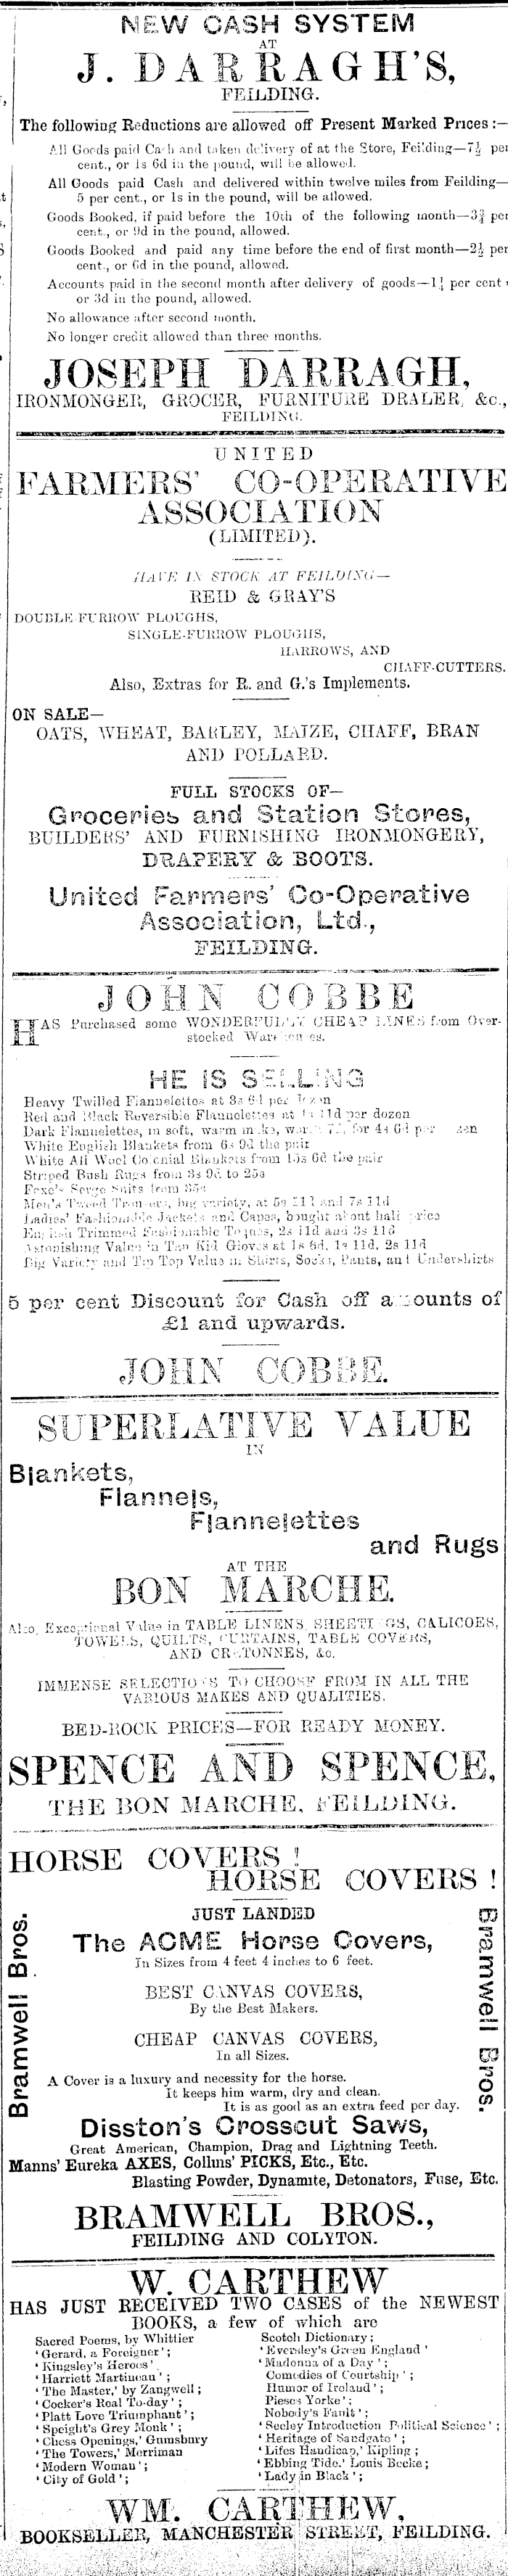 NEW CASH SYSTEM
AT
J. DARRAGH'S,
FEILDING.
The following Reductions are allowed off Present Marked Prices :—
All Goods paid Cash and taken delivery of at the Store, Feilding—7½ per
cent., or 1s 6d in the pound, will be allowed.
All Goods paid Cash and delivered within twelve miles from Feilding—
5 per cent., or 1s in the pound, will be allowed.
Goods Booked, if paid before the 10th of the following month—3¾ per
cent., or 9d in the pound, allowed.
Goods Booked and paid any time before the end of first month—2½ per
cent., or 6d in the pound, allowed.
Accounts paid in the second month after delivery of goods—1¼ per cent
or 3d in the pound, allowed.
No allowance after second month.
No longer credit allowed than three months.
JOSEPH DARRAGH,
IRONMONGER, GROCER, FURNITURE DEALER, &c.,
FEILDING.
UNITED
FARMERS' CO-OPERATIVE
ASSOCIATION
(LIMITED).
HAVE IN STOCK AT FEILDING—
REID & GRAY'S
DOUBLE-FURROW PLOUGHS,
SINGLE-FURROW PLOUGHS,
HARROWS, AND
CHAFF-CUTTERS.
Also, Extras for R. and G.'s Implements.
ON SALE—
OATS, WHEAT, BARLEY, MAIZE, CHAFF, BRAN
AND POLLARD.
FULL STOCKS OF—
Groceries and Station Stores,
BUILDERS' AND FURNISHING IRONMONGERY,
DRAPERY & BOOTS.
United Farmers' Co-Operative
Association, Ltd.,
FEILDING.
JOHN COBBE
HAS Purchased some WONDERFULLY CHEAP LINES from Over-
stocked Warehouses.
HE IS SELLING
Heavy Twilled Flannelettes at 3s 6d per dozen
Red and Black Reversible Flannelettes at 11d per dozen
Dark Flannelettes, in soft, warm make, for 4s 6d per dozen
White English Blankets from 6s 9d the pair
White All Wool Colonial Blankets from 15s 6d the pair
Striped Bush Rugs from 3s 9d to 25s
Foxe's Serge Suits from 35s
Men's Tweed Trousers, big variety, at 5s 11d and 7s 11d
Ladies' Fashionable Jackets and Capes, bought about half price
English Trimmed Fashionable Toques, 2s 11d and 3s 11d
Astonishing Value in Tan Kid Gloves at 1s 6d, 1s 11d, 2s 11d
Big Variety and Tip Top Value in Shirts, Socks, Pants, and Undershirts
5 per cent Discount for Cash off amounts of
£1 and upwards.
JOHN COBBE.
SUPERLATIVE VALUE
IN
Blankets,
Flannels,
Flannelettes
and Rugs
AT THE
BON MARCHE.
Also, Exceptional Value in TABLE LINENS, SHEETINGS, CALICOES,
TOWELS, QUILTS, CURTAINS, TABLE COVERS,
AND CRETONNES, &c.
IMMENSE SELECTIONS TO CHOOSE FROM IN ALL THE
VARIOUS MAKES AND QUALITIES.
BED-ROCK PRICES—FOR READY MONEY.
SPENCE AND SPENCE,
THE BON MARCHE, FEILDING.
HORSE COVERS !
HORSE COVERS !
Bramwell Bros.
JUST LANDED
The ACME Horse Covers,
In Sizes from 4 feet 4 inches to 6 feet.
BEST CANVAS COVERS,
By the Best Makers.
CHEAP CANVAS COVERS,
In all Sizes.
A Cover is a luxury and necessity for the horse.
It keeps him warm, dry and clean.
It is as good as an extra feed per day.
Bramwell Bros.
Disston's Crosscut Saws,
Great American, Champion, Drag and Lightning Teeth.
Manns' Eureka AXES, Collins' PICKS, Etc., Etc.
Blasting Powder, Dynamite, Detonators, Fuse, Etc.
BRAMWELL BROS.,
FEILDING AND COLYTON.
W. CARTHEW
HAS JUST RECEIVED TWO CASES of the NEWEST
BOOKS, a few of which are
Sacred Poems, by Whittier
' Gerard, a Foreigner' ;
' Kingsley's Heroes'
' Harriett Martineau ' ;
' The Master,' by Zangwill ;
' Cocker's Real To-day' ;
' Platt Love Triumphant' ;
' Speight's Grey Monk' ;
' Chess Openings,' Gunsbury
' The Towers,' Merriman
' Modern Woman' ;
' City of Gold' ;
Scotch Dictionary ;
' Eversley's Green England '
' Madonna of a Day ' ;
Comedies of Courtship ' ;
Humor of Ireland ' ;
Piescs Yorke' ;
Nobody's Fault' ;
' Seeley Introduction Political Science' ;
' Heritage of Sandgate' ;
' Lifes Handicap,' Kipling ;
' Ebbing Tide,' Louis Becke ;
' Lady in Black' ;
WM. CARTHEW,
BOOKSELLER, MANCHESTER STREET, FEILDING.